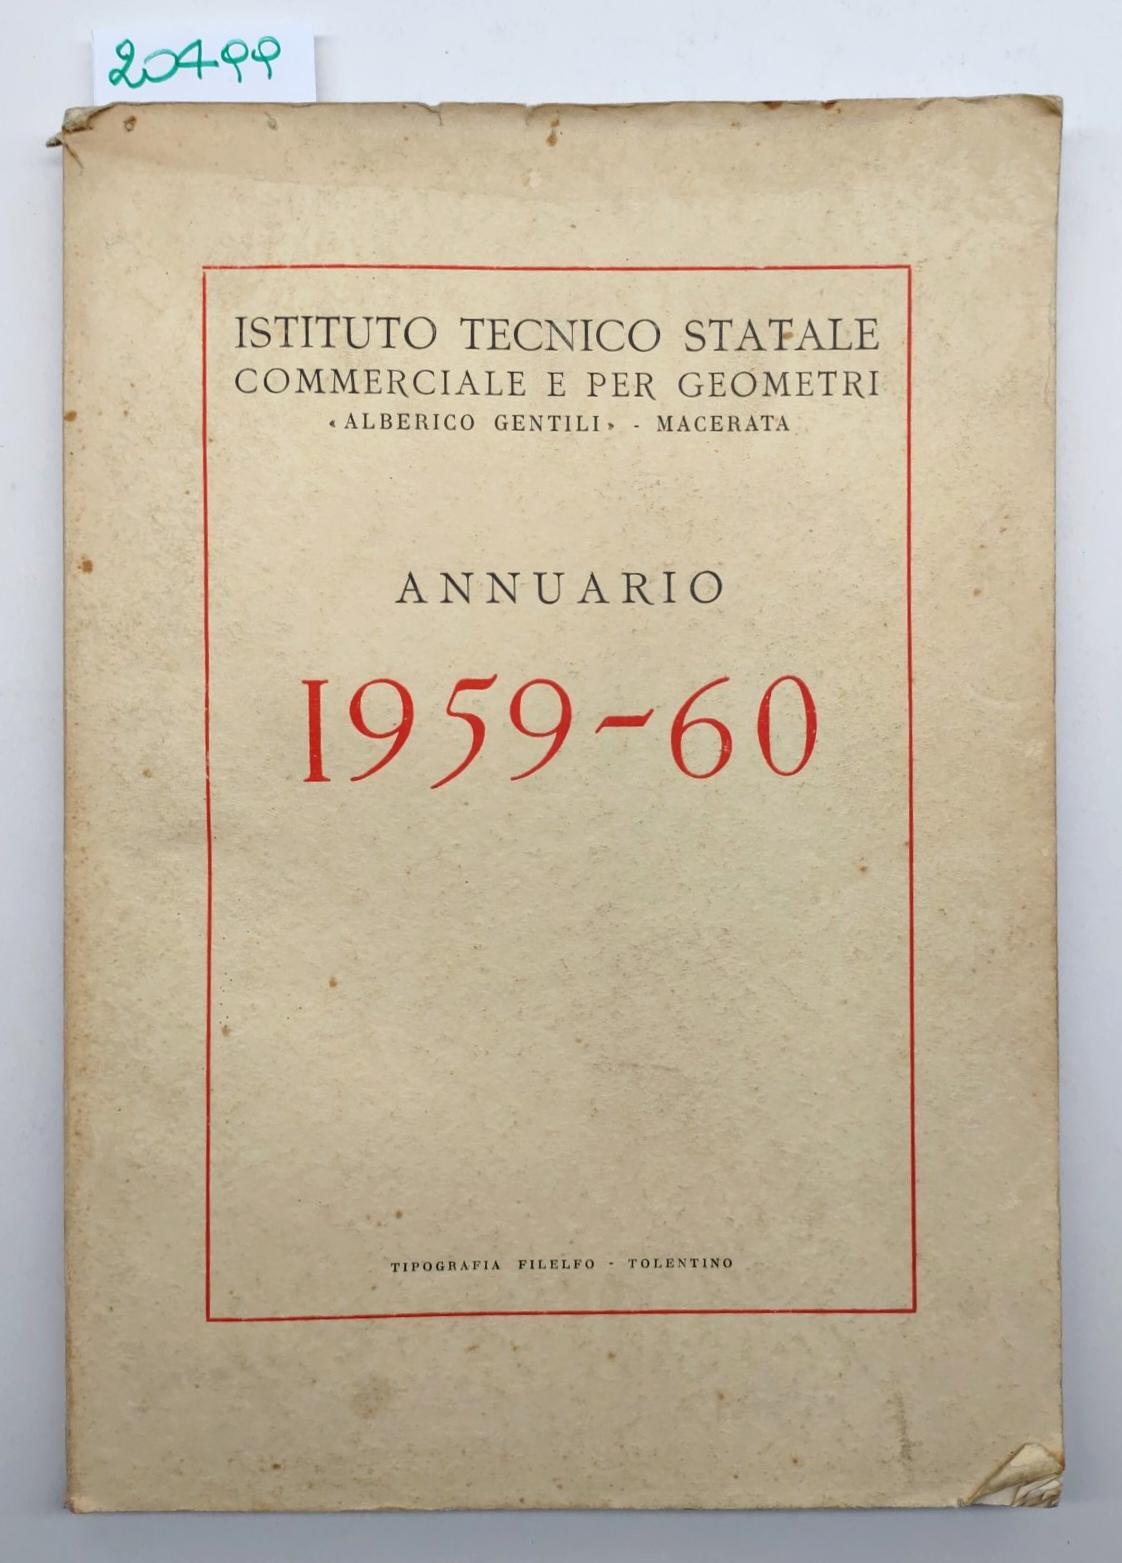 20499
ISTITUTO TECNICO STATALE
COMMERCIALE E PER GEOMETRI
«ALBERICO GENTILI» - MACERATA
ANNUARIO
1959-60
TIPOGRAFIA FILELFO - TOLENTINO